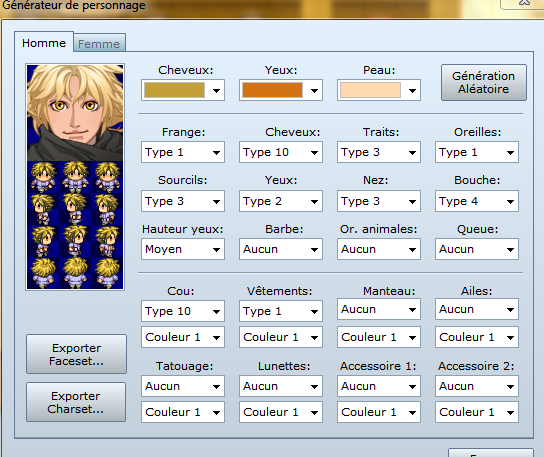 Générateur de personnage
Homme
Femme
Cheveux: Yeux: Peau:
Génération
Aléatoire
Frange: Cheveux: Traits: Oreilles:
Type 1 Type 10 Type 3 Type 1
Sourcils: Yeux: Nez: Bouche:
Type 3 Type 2 Type 3 Type 4
Hauteur yeux: Barbe: Or. animales: Queue:
Moyen Aucun Aucun Aucun
Cou: Vêtements: Manteau: Ailes:
Type 10 Type 1 Aucun Aucun
Couleur 1 Couleur 1 Couleur 1 Couleur 1
Exporter
Faceset...
Tatouage: Lunettes: Accessoire 1: Accessoire 2:
Aucun Aucun Aucun Aucun
Exporter
Charset...
Couleur 1 Couleur 1 Couleur 1 Couleur 1